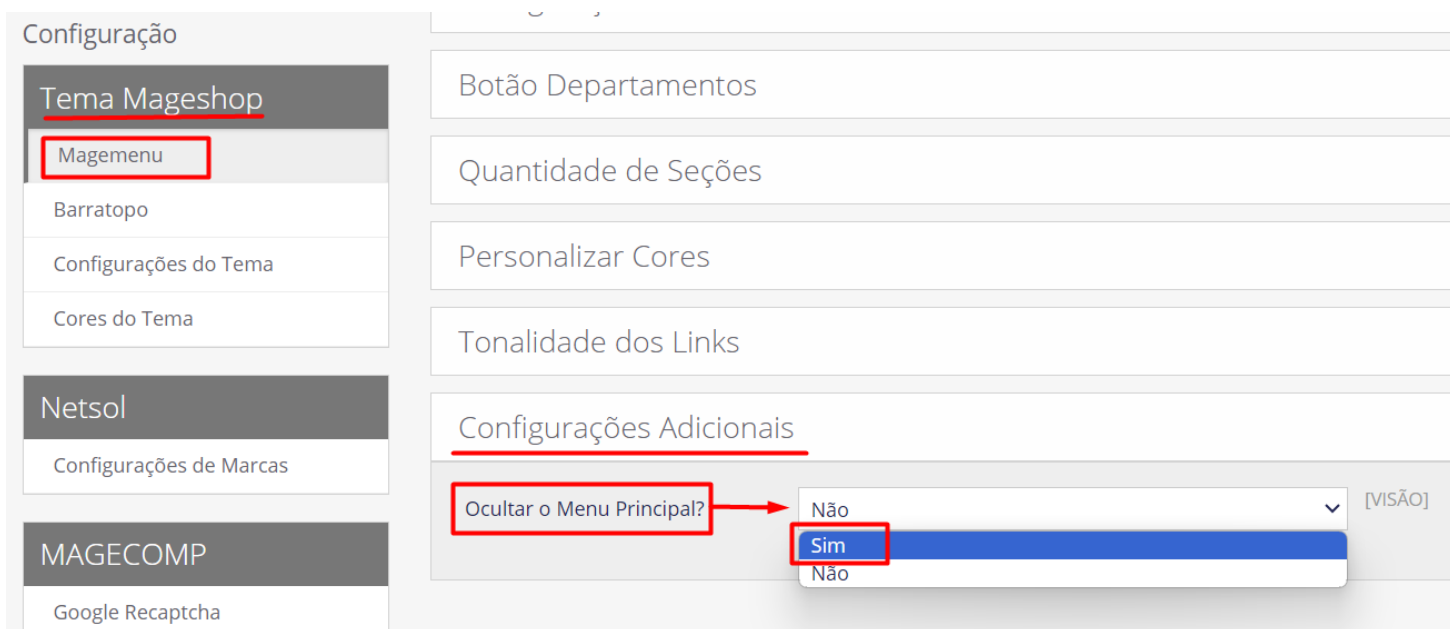 Configuração
Tema Mageshop
Magemenu
Barratopo
Configurações do Tema
Cores do Tema
Netsol
Configurações de Marcas
MAGECOMP
Google Recaptcha
Botão Departamentos
Quantidade de Seções
Personalizar Cores
Tonalidade dos Links
Configurações Adicionais
Ocultar o Menu Principal?
Não
[VISÃO]
Sim
Não